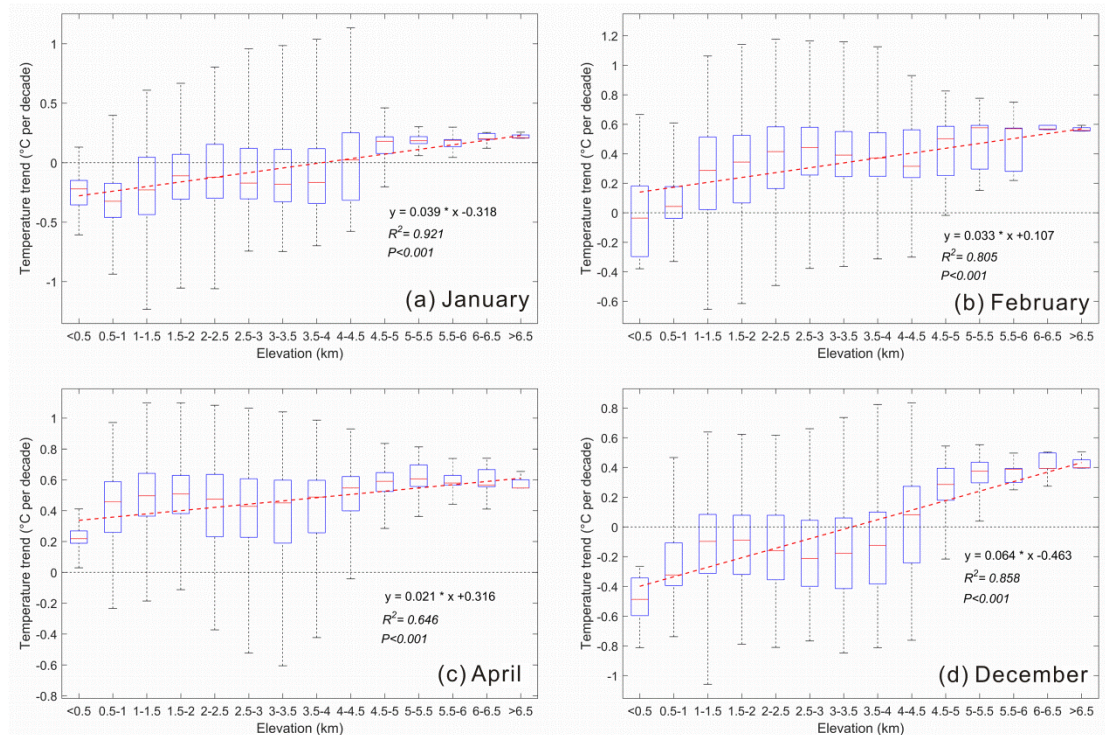 1
0.5
0
-0.5
-1
Temperature trend (°C per decade)
y = 0.039 * x -0.318
R²= 0.921
P<0.001
(a) January
<0.5 0.5-1 1-1.5 1.5-2 2-2.5 2.5-3 3-3.5 3.5-4 4-4.5 4.5-5 5-5.5 5.5-6 6-6.5 >6.5
Elevation (km)
1.2
1
0.8
0.6
0.4
0.2
0
-0.2
-0.4
-0.6
Temperature trend (°C per decade)
y = 0.033 * x +0.107
R²= 0.805
P<0.001
(b) February
<0.5 0.5-1 1-1.5 1.5-2 2-2.5 2.5-3 3-3.5 3.5-4 4-4.5 4.5-5 5-5.5 5.5-6 6-6.5 >6.5
Elevation (km)
1
0.8
0.6
0.4
0.2
0
-0.2
-0.4
-0.6
-0.8
Temperature trend (°C per decade)
y = 0.021 * x +0.316
R²= 0.646
P<0.001
(c) April
<0.5 0.5-1 1-1.5 1.5-2 2-2.5 2.5-3 3-3.5 3.5-4 4-4.5 4.5-5 5-5.5 5.5-6 6-6.5 >6.5
Elevation (km)
0.8
0.6
0.4
0.2
0
-0.2
-0.4
-0.6
-0.8
-1
Temperature trend (°C per decade)
y = 0.064 * x -0.463
R²= 0.858
P<0.001
(d) December
<0.5 0.5-1 1-1.5 1.5-2 2-2.5 2.5-3 3-3.5 3.5-4 4-4.5 4.5-5 5-5.5 5.5-6 6-6.5 >6.5
Elevation (km)